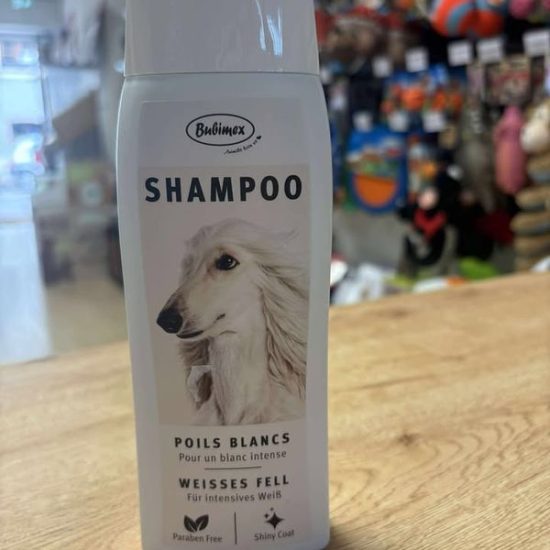 Bubimex
SHAMPOO
POILS BLANCS
Pour un blanc intense
WEISSES FELL
Für intensives Weiß
Paraben Free
Shiny Coat